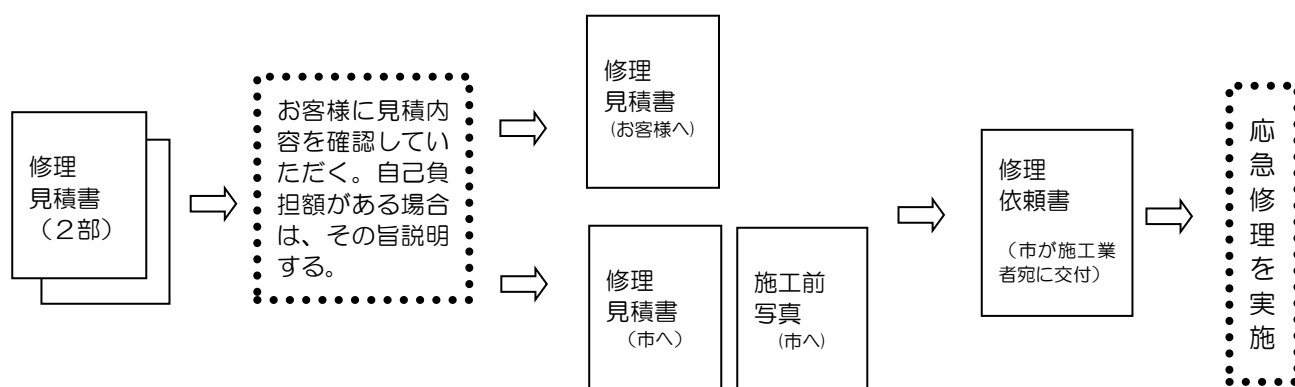 修理
見積書
（２部）
お客様に見積内
容を確認してい
ただく。自己負
担額がある場合
は、その旨説明
する。
修理
見積書
(お客様へ)
修理
見積書
（市へ）
施工前
写真
(市へ)
修理
依頼書
（市が施工業
者宛に交付）
応急修理を実施